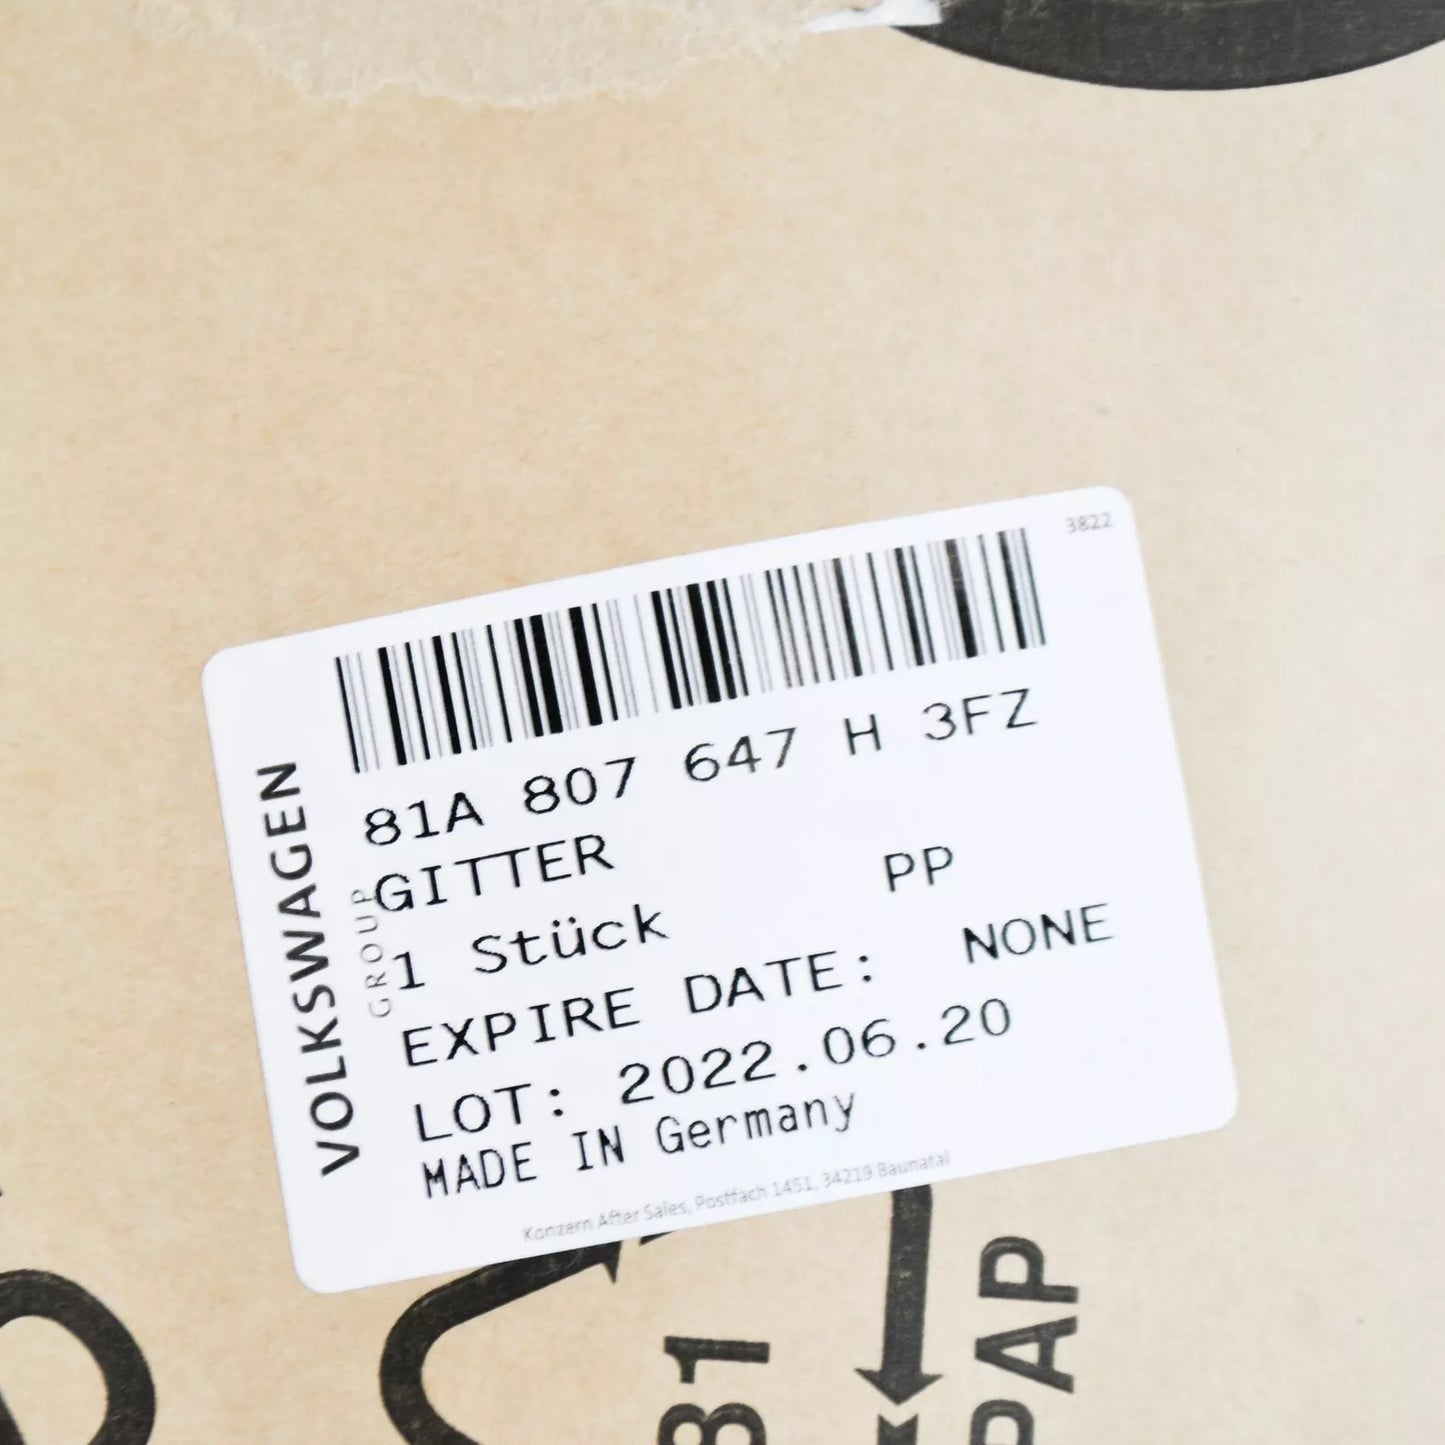 3822
81A 807 647 H 3FZ
GITTER
1 Stück PP
EXPIRE DATE: NONE
LOT: 2022.06.20
MADE IN Germany
VOLKSWAGEN
GROUP
Konzern After Sales, Postfach 1451, 34219 Baunatal
81
PAP